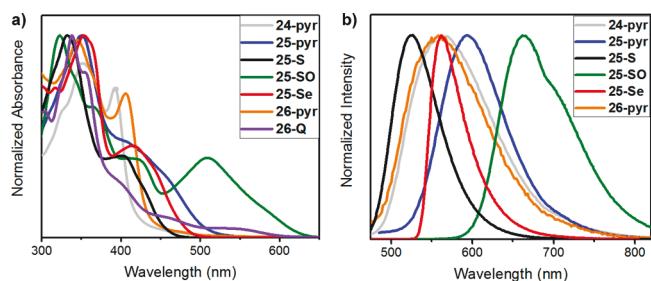 a)
24-pyr
25-pyr
25-S
25-SO
25-Se
26-pyr
26-Q
Normalized Absorbance
300 400 500 600
Wavelength (nm)
b)
24-pyr
25-pyr
25-S
25-SO
25-Se
26-pyr
Normalized Intensity
500 600 700 800
Wavelength (nm)